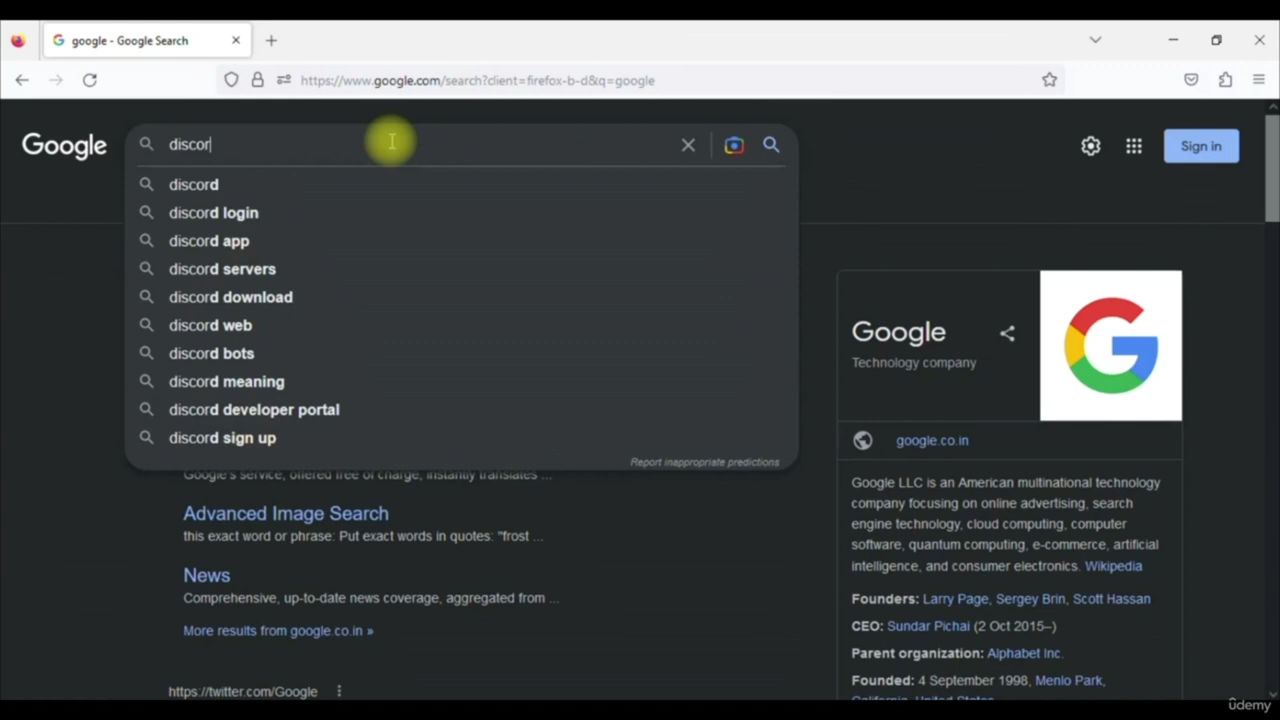 google - Google Search
https://www.google.com/search?client=firefox-b-d&q=google
Google
discor
Sign in
discord
discord login
discord app
discord servers
discord download
discord web
discord bots
discord meaning
discord developer portal
discord sign up
Report inappropriate predictions
Google's service, offered free of charge, instantly translates ...
Advanced Image Search
this exact word or phrase: Put exact words in quotes: "frost ...
News
Comprehensive, up-to-date news coverage, aggregated from ...
More results from google.co.in »
https://twitter.com/Google
Google
Technology company
google.co.in
Google LLC is an American multinational technology
company focusing on online advertising, search
engine technology, cloud computing, computer
software, quantum computing, e-commerce, artificial
intelligence, and consumer electronics. Wikipedia
Founders: Larry Page, Sergey Brin, Scott Hassan
CEO: Sundar Pichai (2 Oct 2015–)
Parent organization: Alphabet Inc.
Founded: 4 September 1998, Menlo Park,
California, United States
udemy